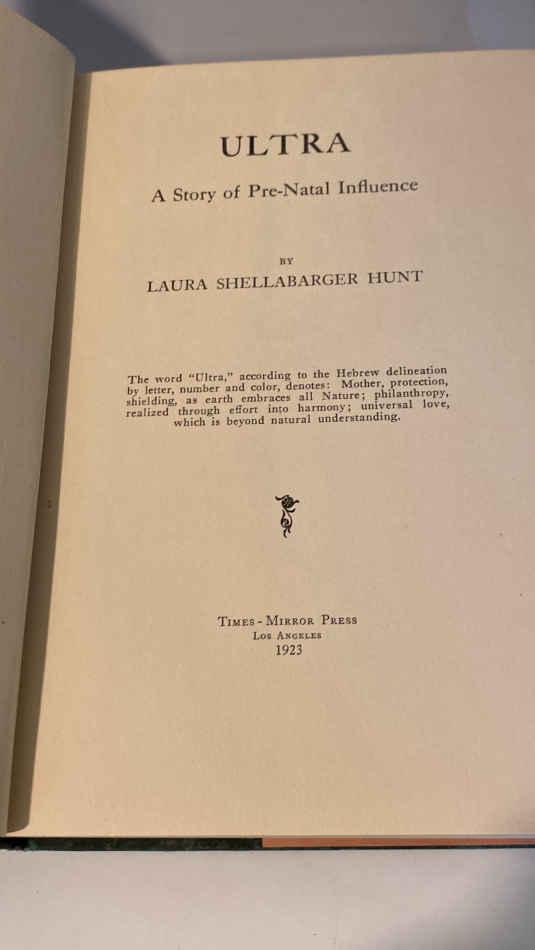 ULTRA
A Story of Pre-Natal Influence
BY
LAURA SHELLABARGER HUNT
The word "Ultra," according to the Hebrew delineation
by letter, number and color, denotes: Mother, protection,
shielding, as earth embraces all Nature; philanthropy,
realized through effort into harmony; universal love,
which is beyond natural understanding.
TIMES-MIRROR PRESS
LOS ANGELES
1923